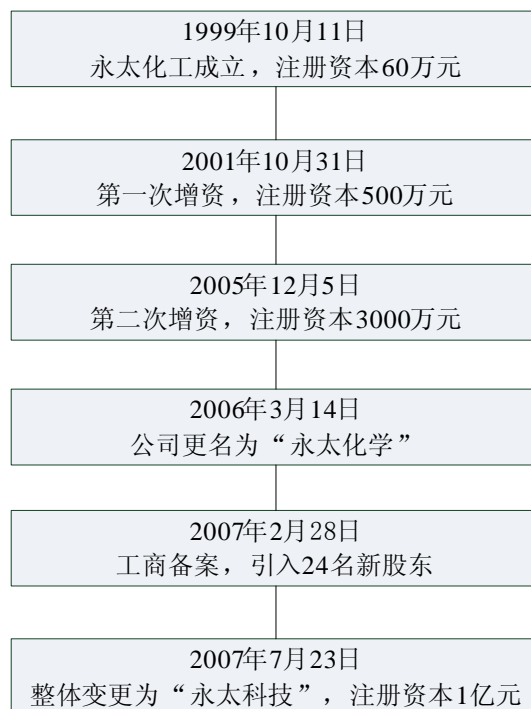 1999年10月11日
永太化工成立，注册资本60万元
2001年10月31日
第一次增资，注册资本500万元
2005年12月5日
第二次增资，注册资本3000万元
2006年3月14日
公司更名为“永太化学”
2007年2月28日
工商备案，引入24名新股东
2007年7月23日
整体变更为“永太科技”，注册资本1亿元